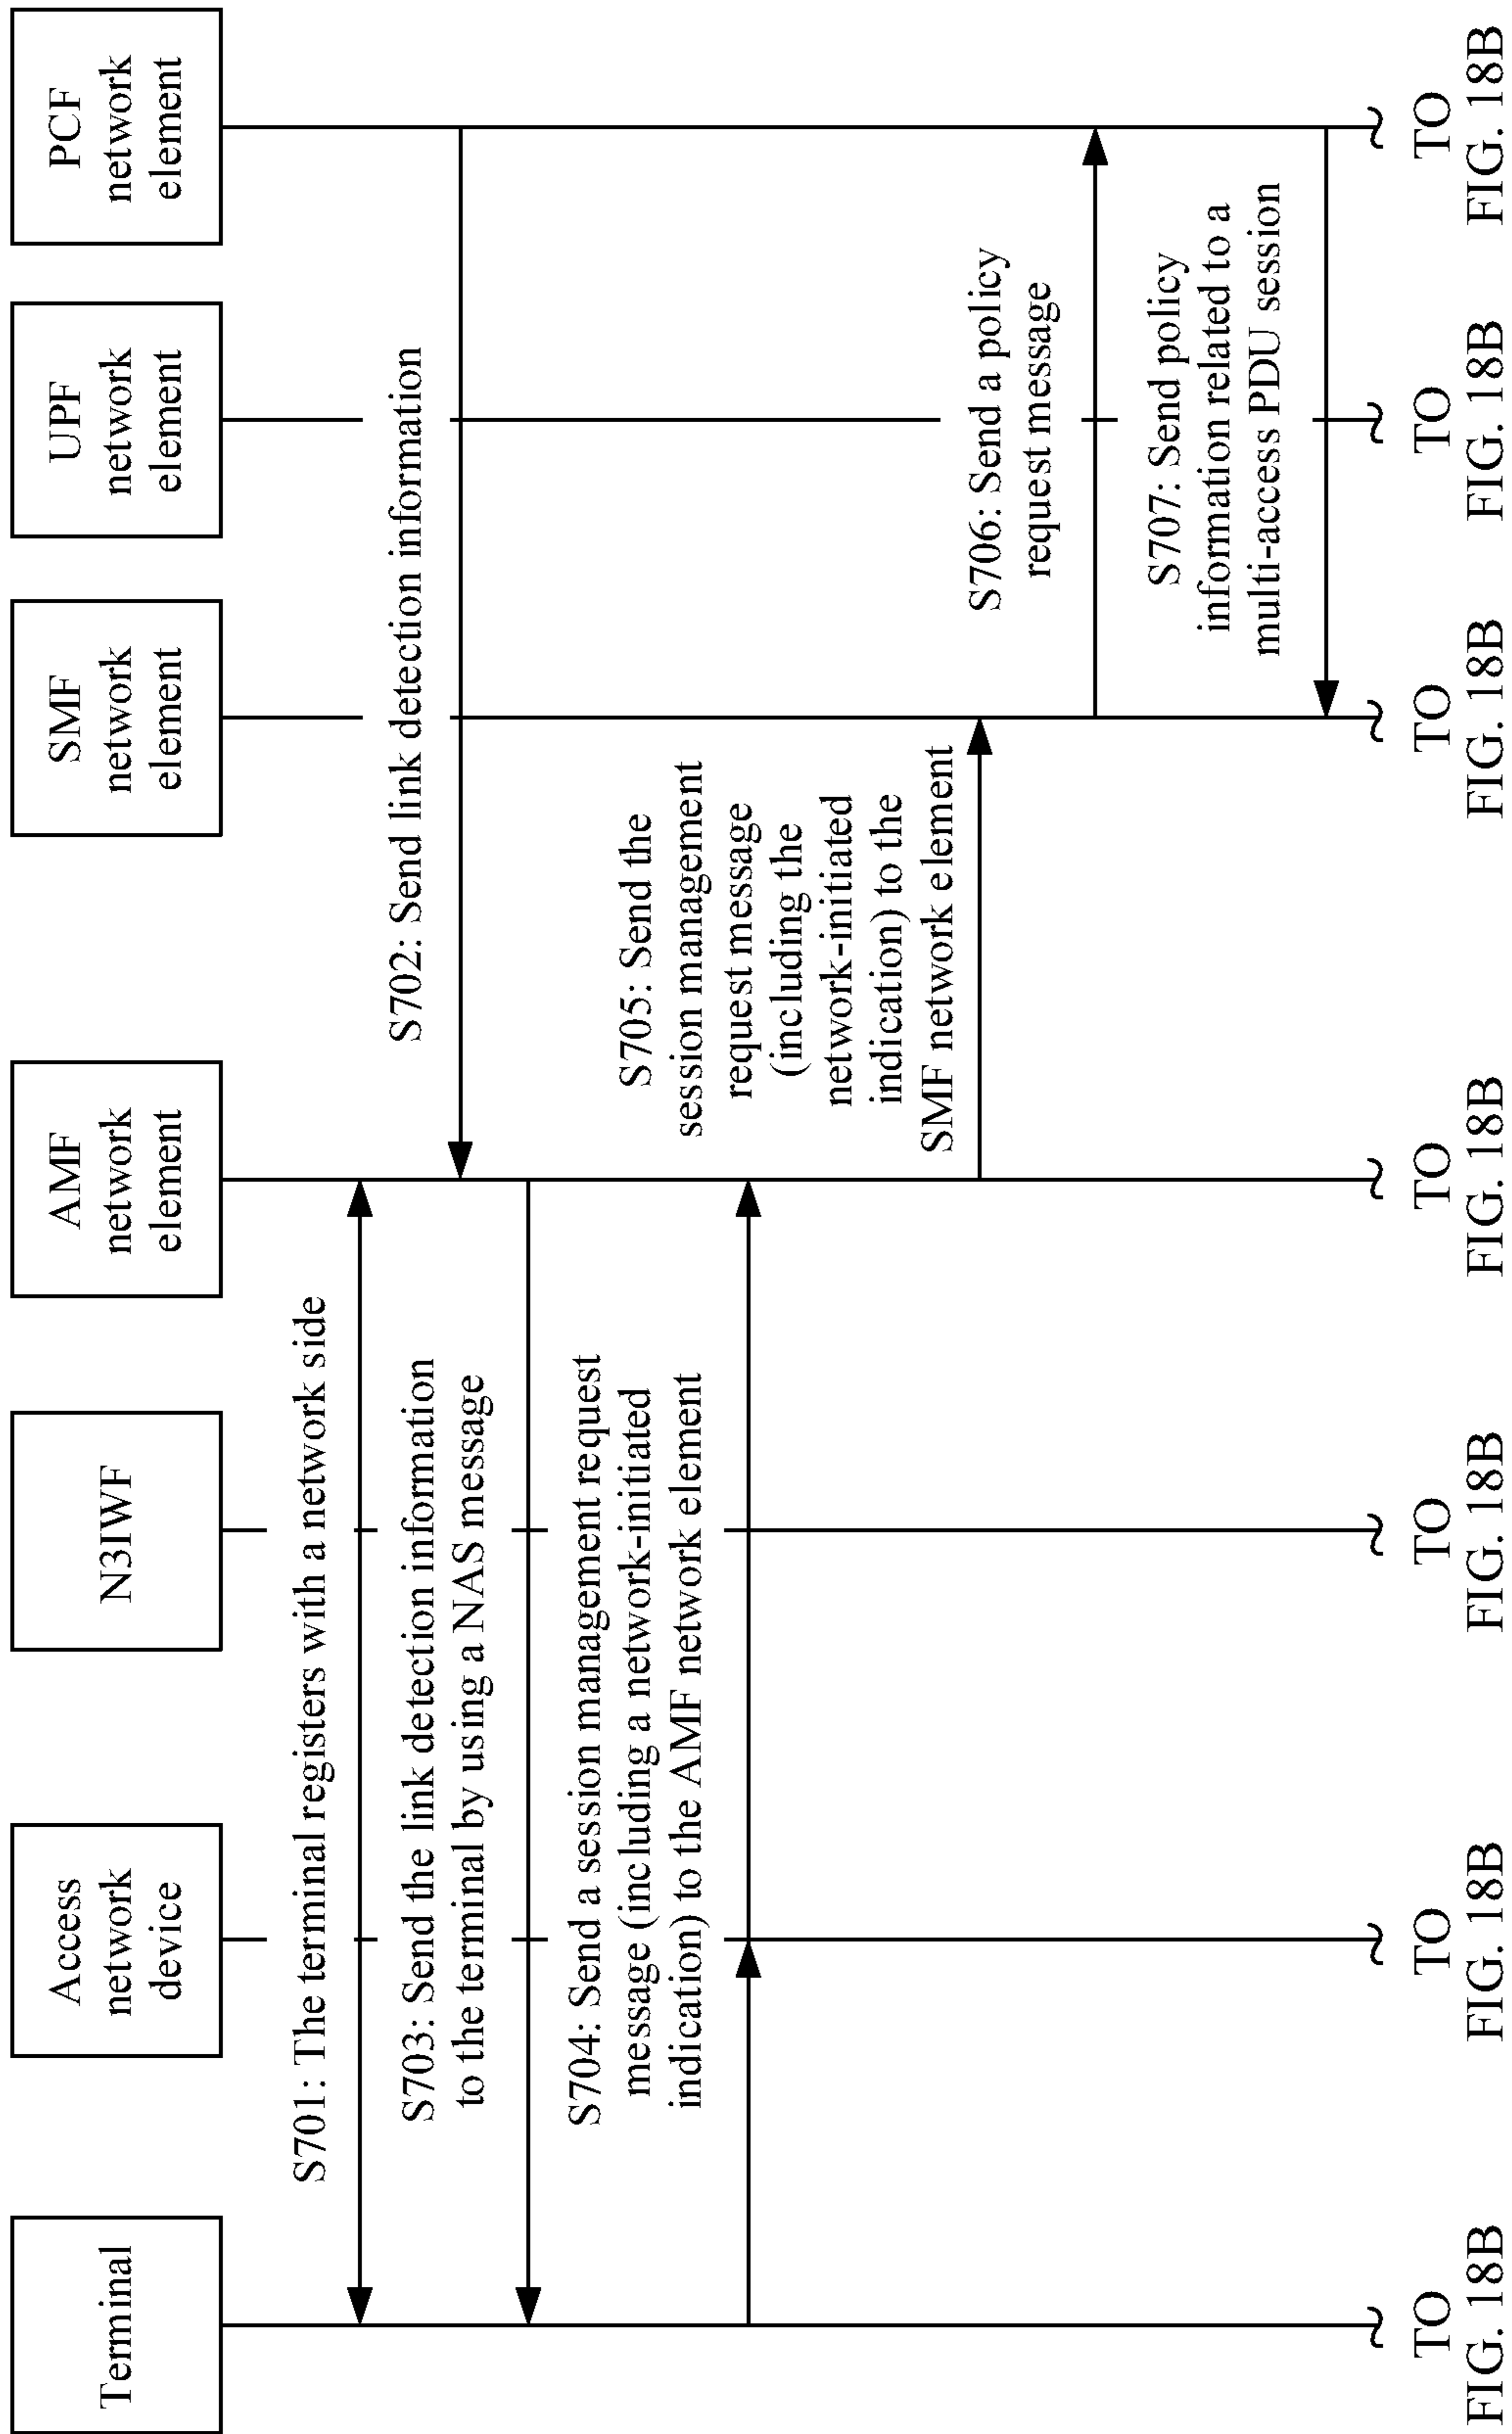 Terminal
Access
network
device
N3IWF
AMF
network
element
SMF
network
element
UPF
network
element
PCF
network
element
S701: The terminal registers with a network side
S702: Send link detection information
S703: Send the link detection information
to the terminal by using a NAS message
S704: Send a session management request
message (including a network-initiated
indication) to the AMF network element
S705: Send the
session management
request message
(including the
network-initiated
indication) to the
SMF network element
S706: Send a policy
request message
S707: Send policy
information related to a
multi-access PDU session
TO
FIG. 18B
TO
FIG. 18B
TO
FIG. 18B
TO
FIG. 18B
TO
FIG. 18B
TO
FIG. 18B
TO
FIG. 18B